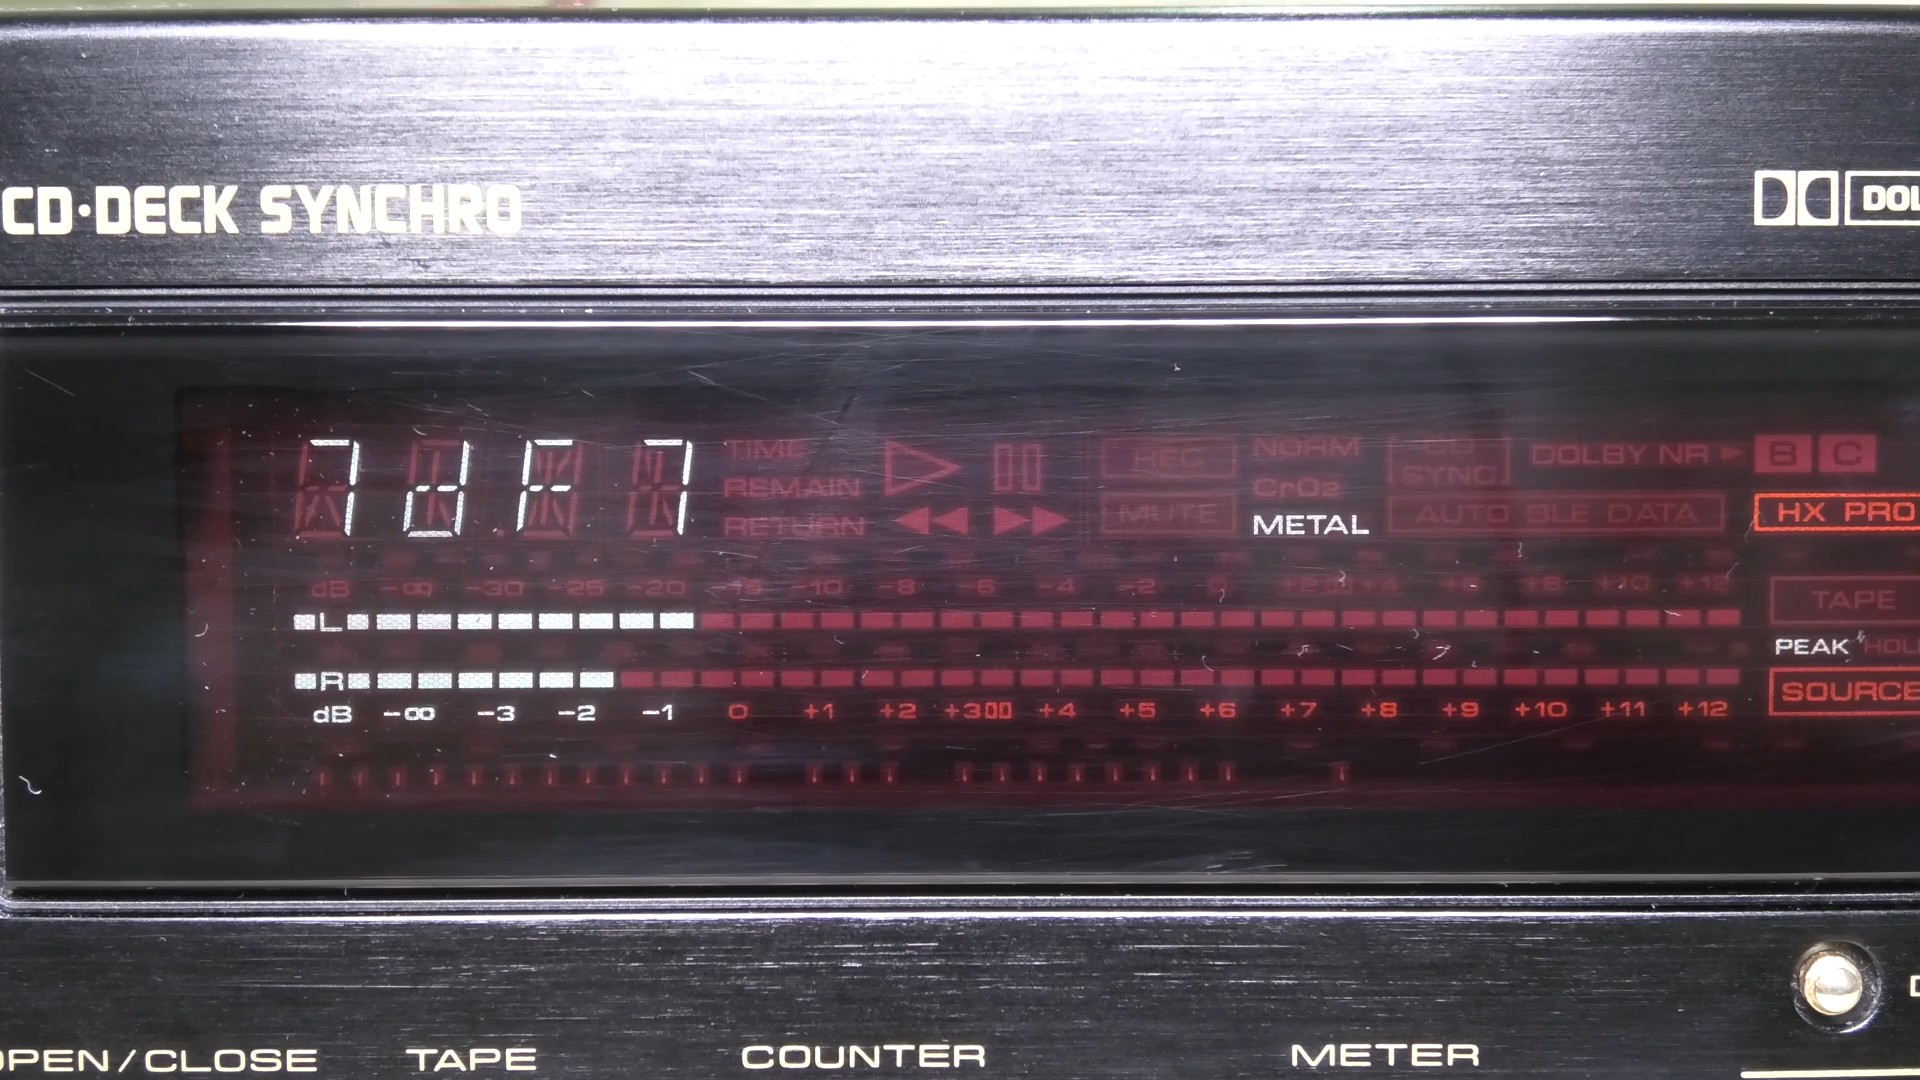 CD·DECK SYNCHRO
DOL
7dF7
TIME
REMAIN
RETURN
REC
MUTE
NORM
CrO2
METAL
CD SYNC
AUTO BLE DATA
DOLBY NR B C
HX PRO
dB -∞ -30 -25 -20 -10 -8 -6 -4 -2 0 +2 +4 +6 +8 +10 +12
L
TAPE
PEAK HOL
R
SOURCE
dB -∞ -3 -2 -1 0 +1 +2 +3 +4 +5 +6 +7 +8 +9 +10 +11 +12
OPEN/CLOSE TAPE COUNTER METER